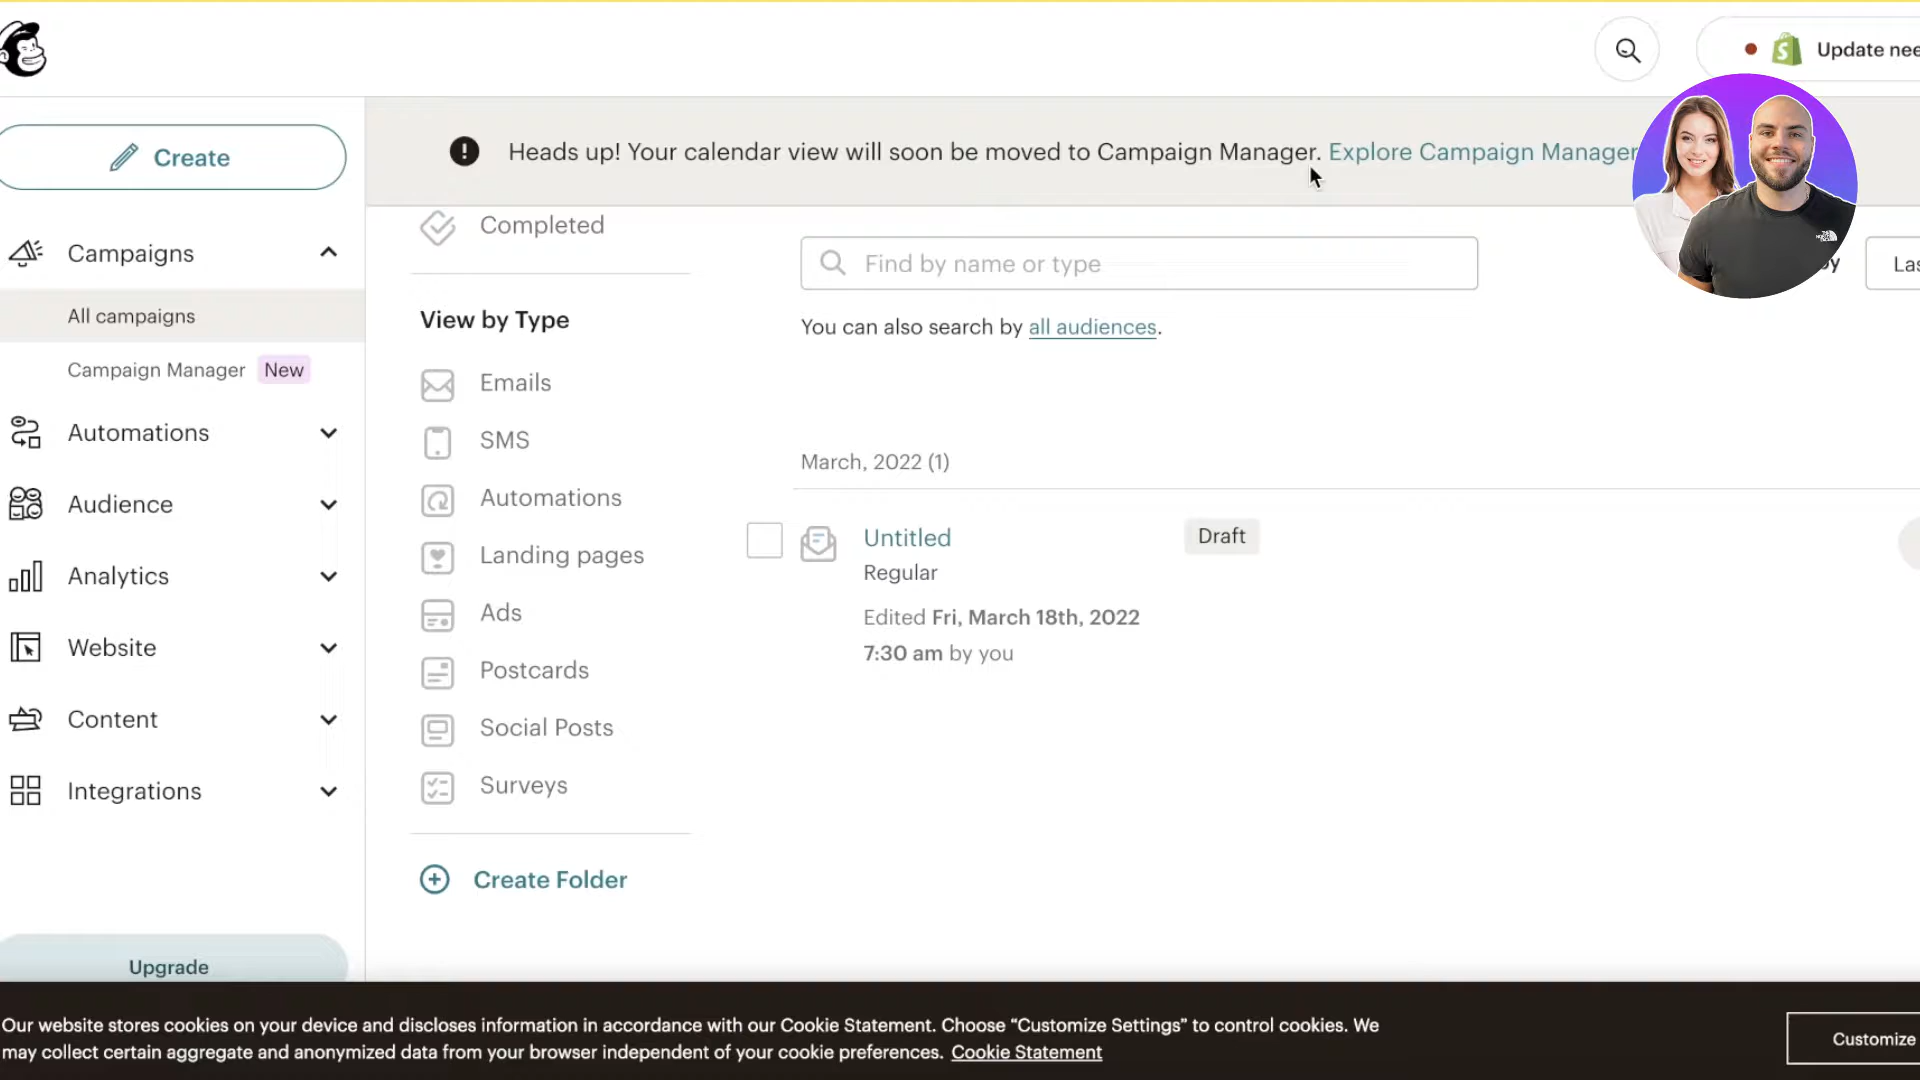 Update nee
Create
Heads up! Your calendar view will soon be moved to Campaign Manager. Explore Campaign Manager
Campaigns
All campaigns
Campaign Manager New
Automations
Audience
Analytics
Website
Content
Integrations
Upgrade
Completed
View by Type
Emails
SMS
Automations
Landing pages
Ads
Postcards
Social Posts
Surveys
Create Folder
Find by name or type
by
Las
You can also search by all audiences.
March, 2022 (1)
Untitled
Draft
Regular
Edited Fri, March 18th, 2022
7:30 am by you
Our website stores cookies on your device and discloses information in accordance with our Cookie Statement. Choose “Customize Settings” to control cookies. We
may collect certain aggregate and anonymized data from your browser independent of your cookie preferences. Cookie Statement
Customize